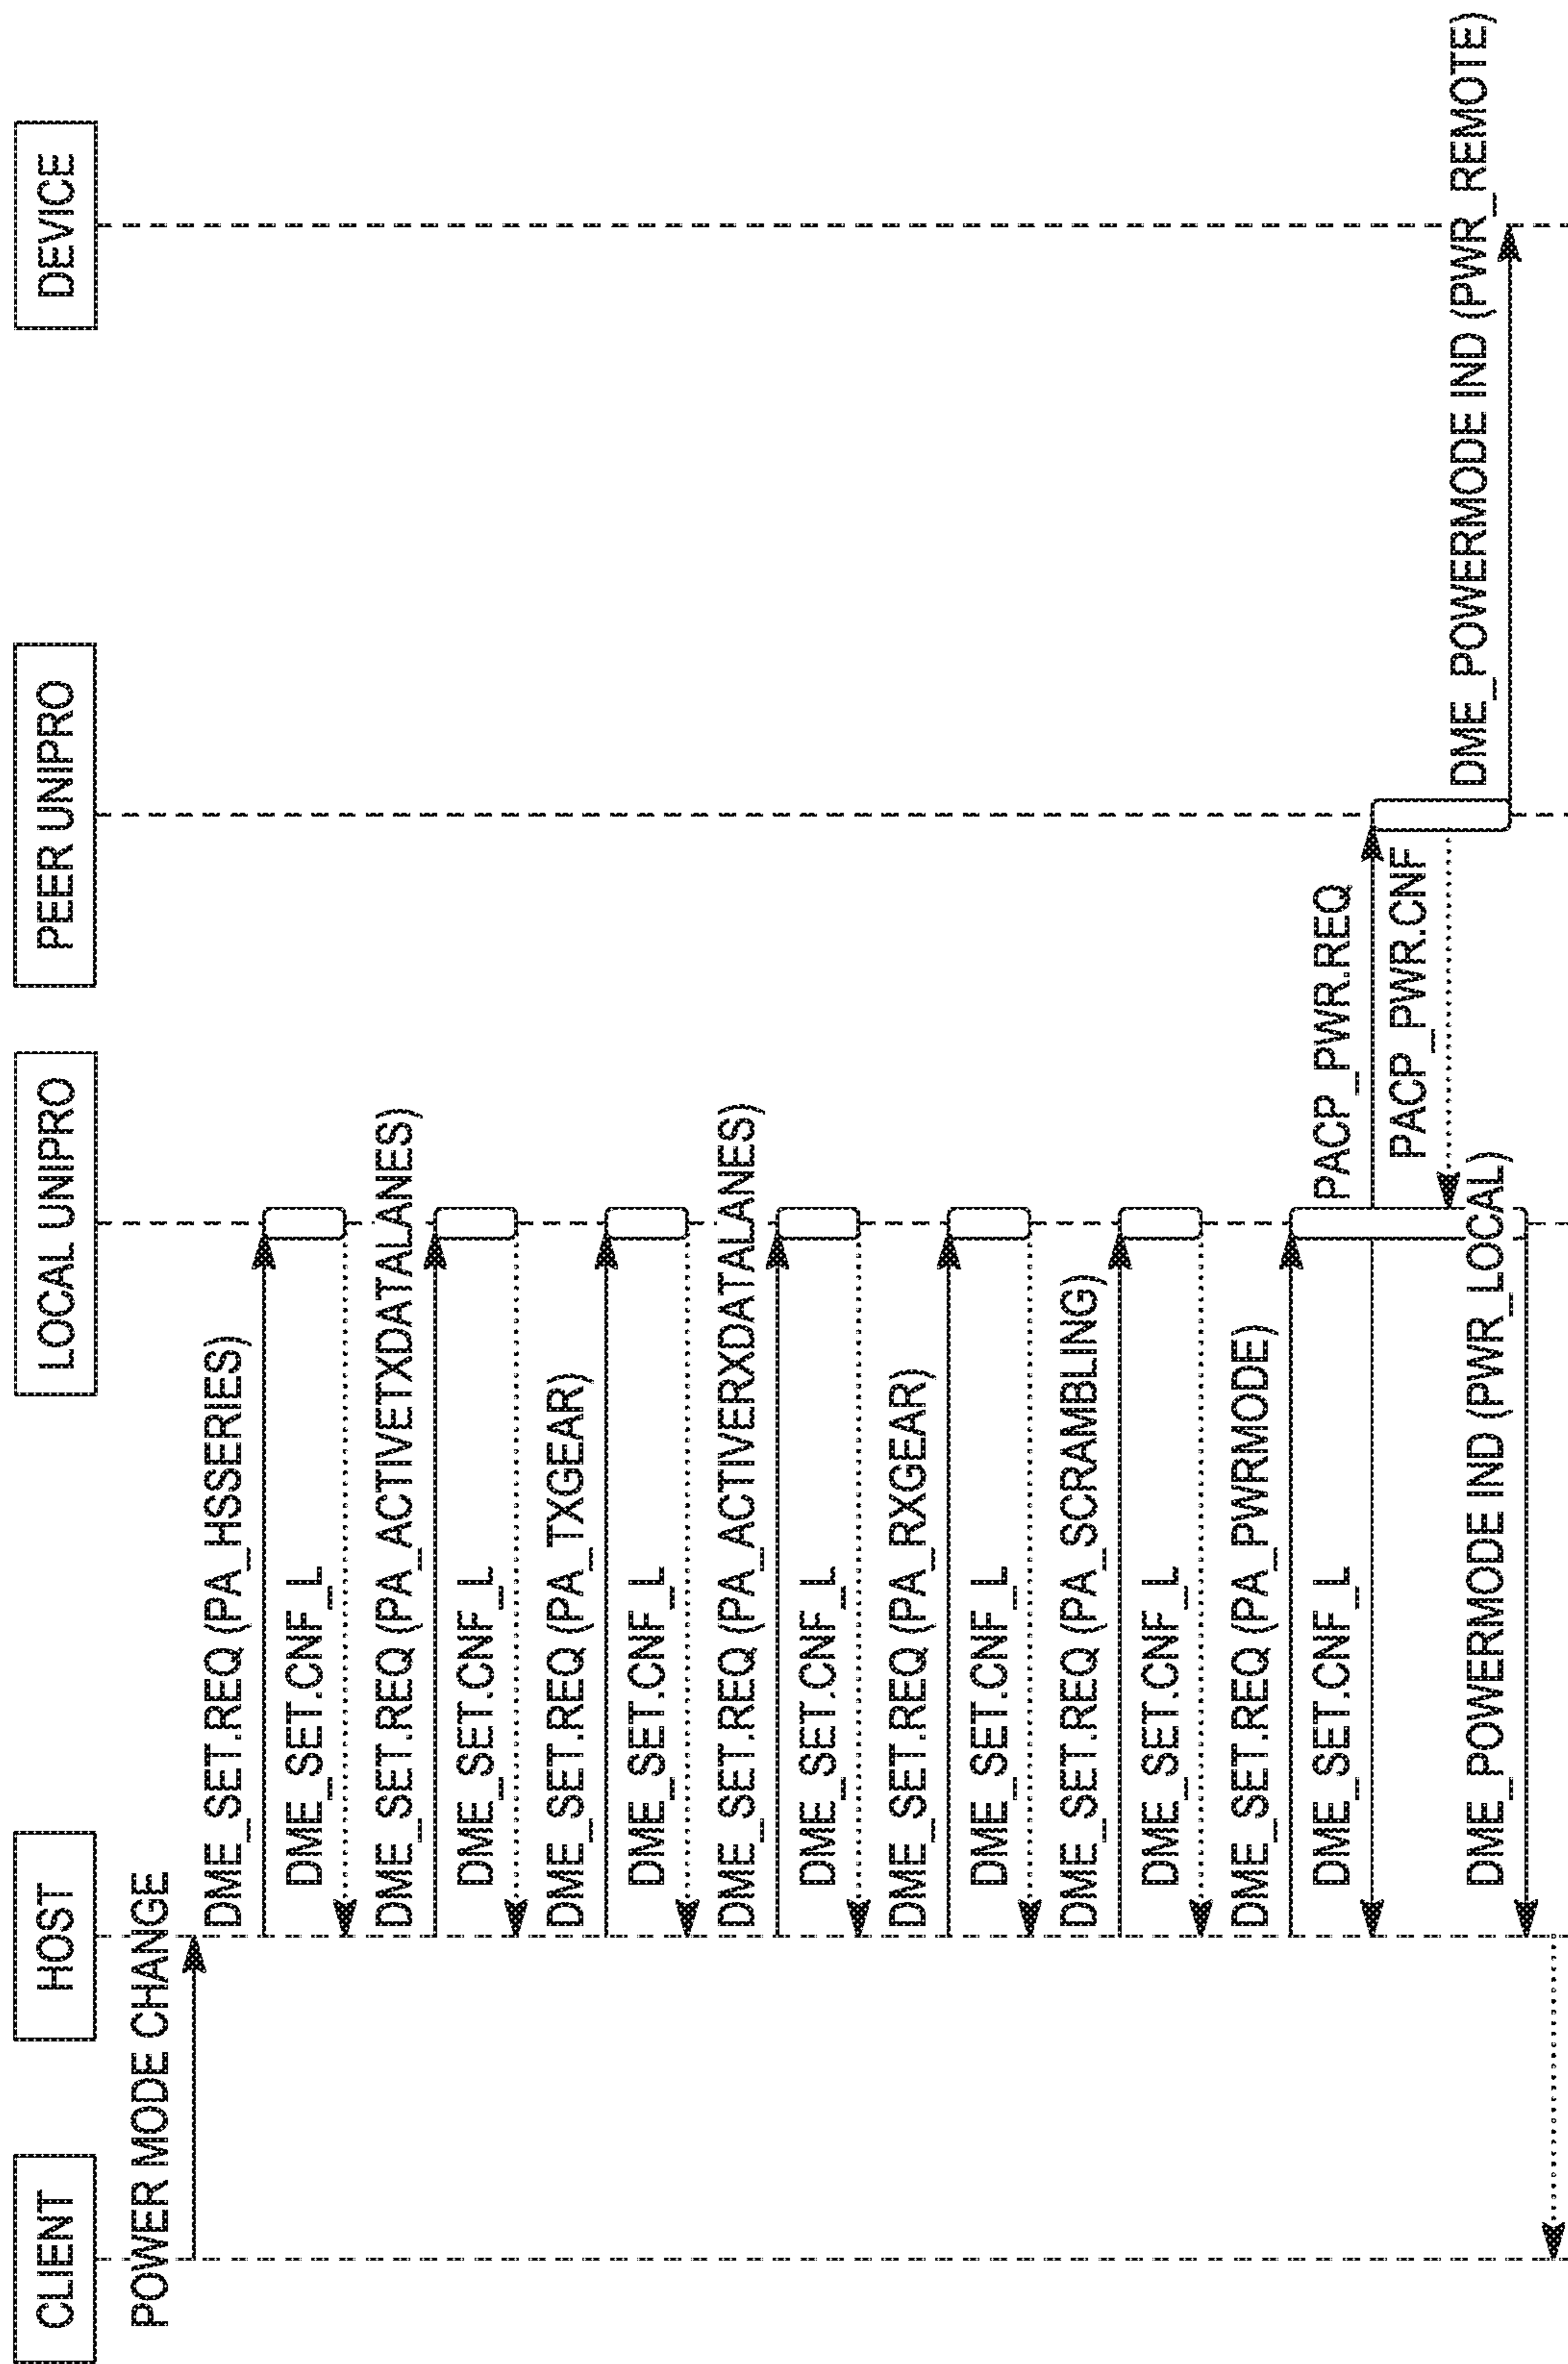 CLIENT
HOST
LOCAL UNIPRO
PEER UNIPRO
DEVICE
POWER MODE CHANGE
DME_SET.REQ (PA_HSSERIES)
DME_SET.CNF_L
DME_SET.REQ (PA_ACTIVETXDATALANES)
DME_SET.CNF_L
DME_SET.REQ (PA_TXGEAR)
DME_SET.CNF_L
DME_SET.REQ (PA_ACTIVERXDATALANES)
DME_SET.CNF_L
DME_SET.REQ (PA_RXGEAR)
DME_SET.CNF_L
DME_SET.REQ (PA_SCRAMBLING)
DME_SET.CNF_L
DME_SET.REQ (PA_PWRMODE)
DME_SET.CNF_L
PACP_PWR.REQ
PACP_PWR.CNF
DME_POWERMODE IND (PWR_REMOTE)
DME_POWERMODE IND (PWR_LOCAL)